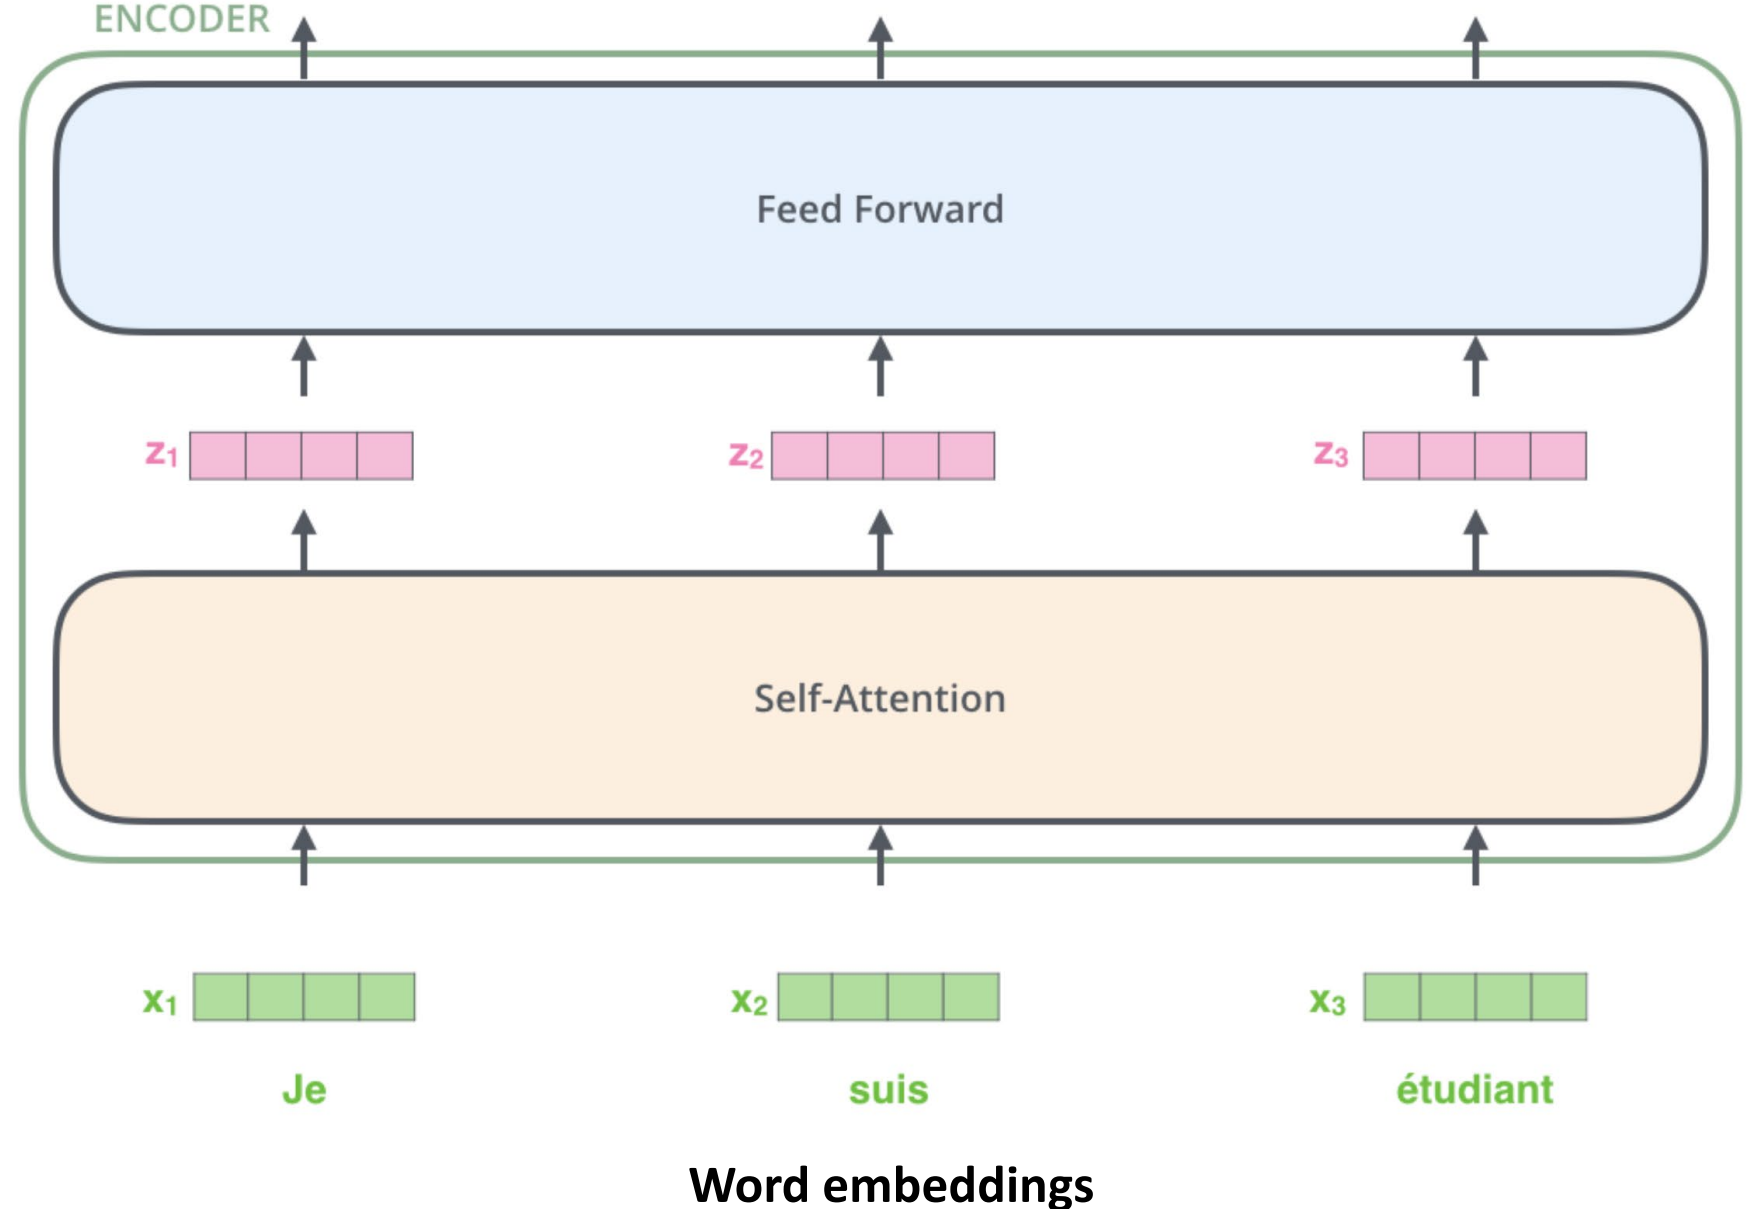 ENCODER
Feed Forward
z1 z2 z3
Self-Attention
x1 x2 x3
Je suis étudiant
Word embeddings